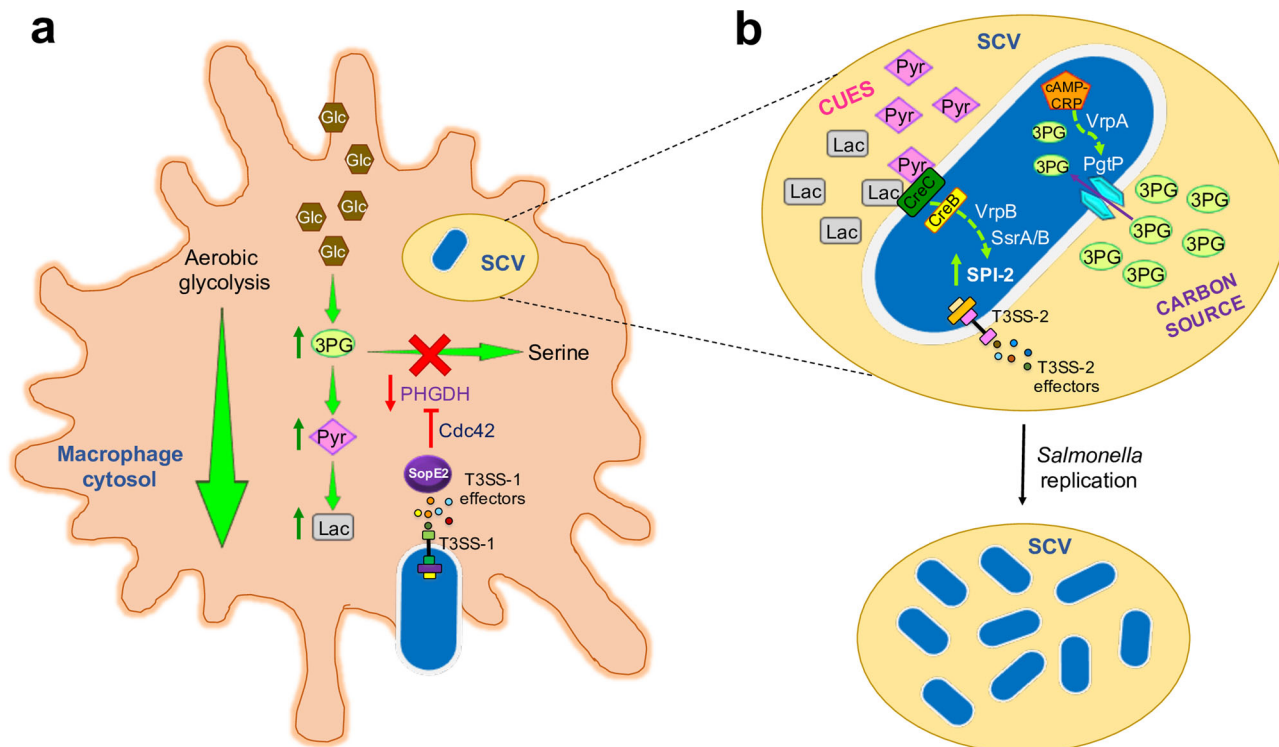 a
Glc
Glc
Glc
Glc
Glc
Aerobic
glycolysis
SCV
3PG
Serine
PHGDH
Cdc42
Pyr
Macrophage
cytosol
SopE2
T3SS-1
effectors
Lac
T3SS-1
b
SCV
CUES
Pyr
Pyr
Pyr
Pyr
Lac
Lac
Lac
Lac
CreC
CreB
VrpB
SsrA/B
SPI-2
cAMP-
CRP
VrpA
3PG
3PG
PgtP
3PG
3PG
3PG
3PG
3PG
3PG
CARBON
SOURCE
T3SS-2
T3SS-2
effectors
Salmonella
replication
SCV